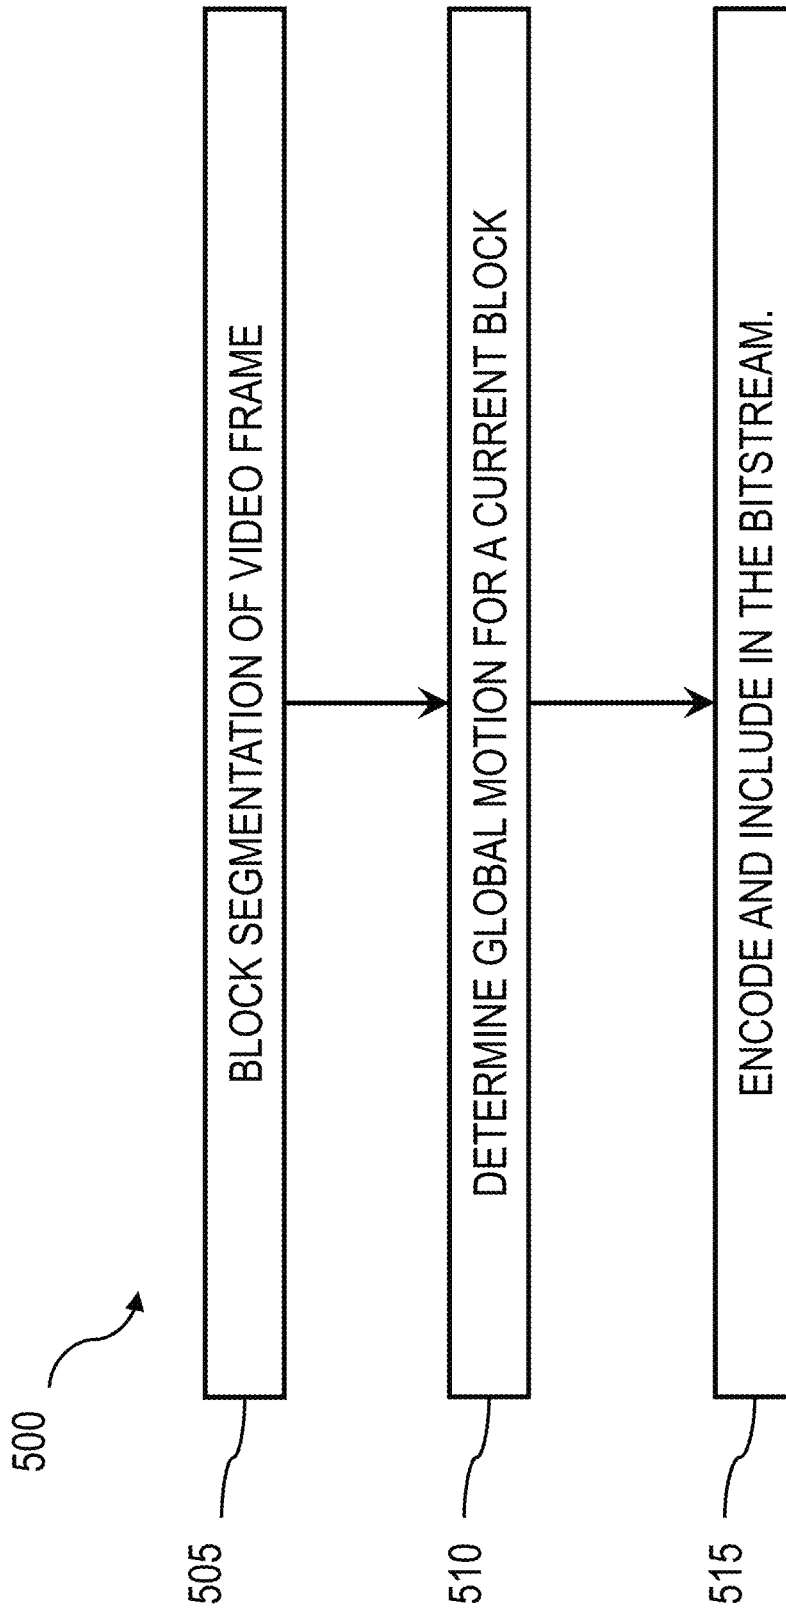 500
505
BLOCK SEGMENTATION OF VIDEO FRAME
510
DETERMINE GLOBAL MOTION FOR A CURRENT BLOCK
515
ENCODE AND INCLUDE IN THE BITSTREAM.